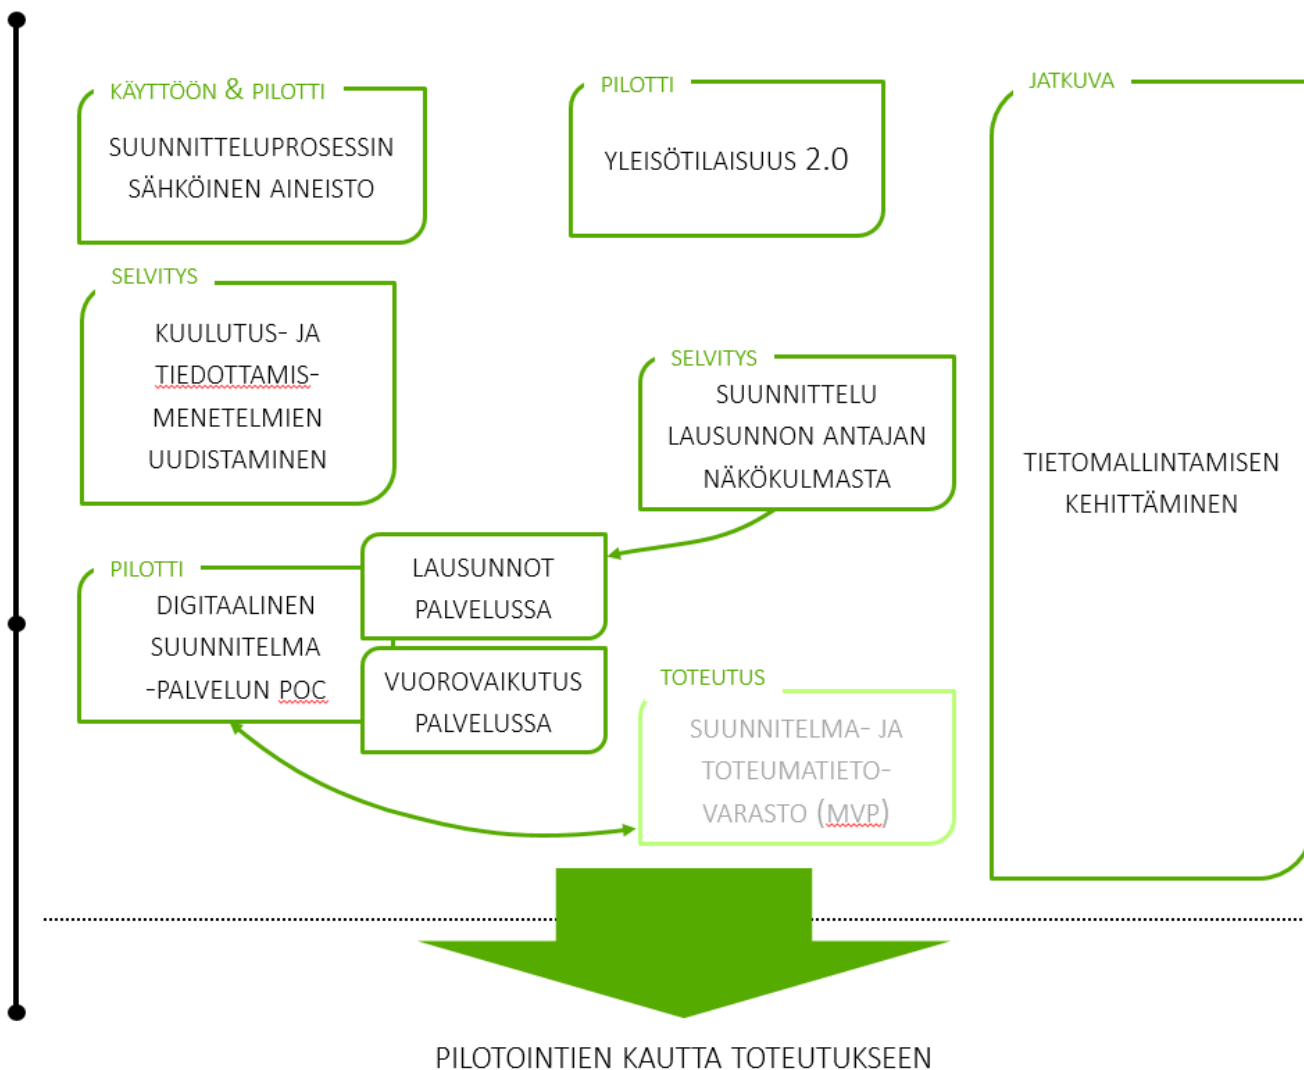 KÄYTTÖÖN & PILOTTI
SUUNNITTELUPROSESSIN
SÄHKÖINEN AINEISTO
PILOTTI
YLEISÖTILAISUUS 2.0
JATKUVA
TIETOMALLINTAMISEN
KEHITTÄMINEN
SELVITYS
KUULUTUS- JA
TIEDOTTAMIS-
MENETELMIEN
UUDISTAMINEN
SELVITYS
SUUNNITTELU
LAUSUNNON ANTAJAN
NÄKÖKULMASTA
PILOTTI
DIGITAALINEN
SUUNNITELMA
-PALVELUN POC
LAUSUNNOT
PALVELUSSA
VUOROVAIKUTUS
PALVELUSSA
TOTEUTUS
SUUNNITELMA- JA
TOTEUMATIETO-
VARASTO (MVP)
PILOTOINTIEN KAUTTA TOTEUTUKSEEN